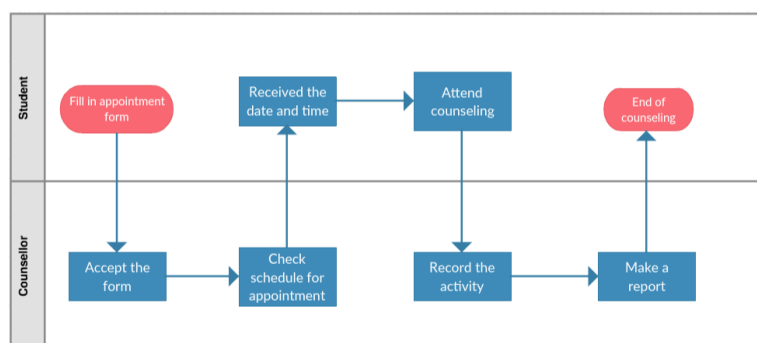 Student
Fill in appointment
form
Received the
date and time
Attend
counseling
End of
counseling
Counsellor
Accept the
form
Check
schedule for
appointment
Record the
activity
Make a
report